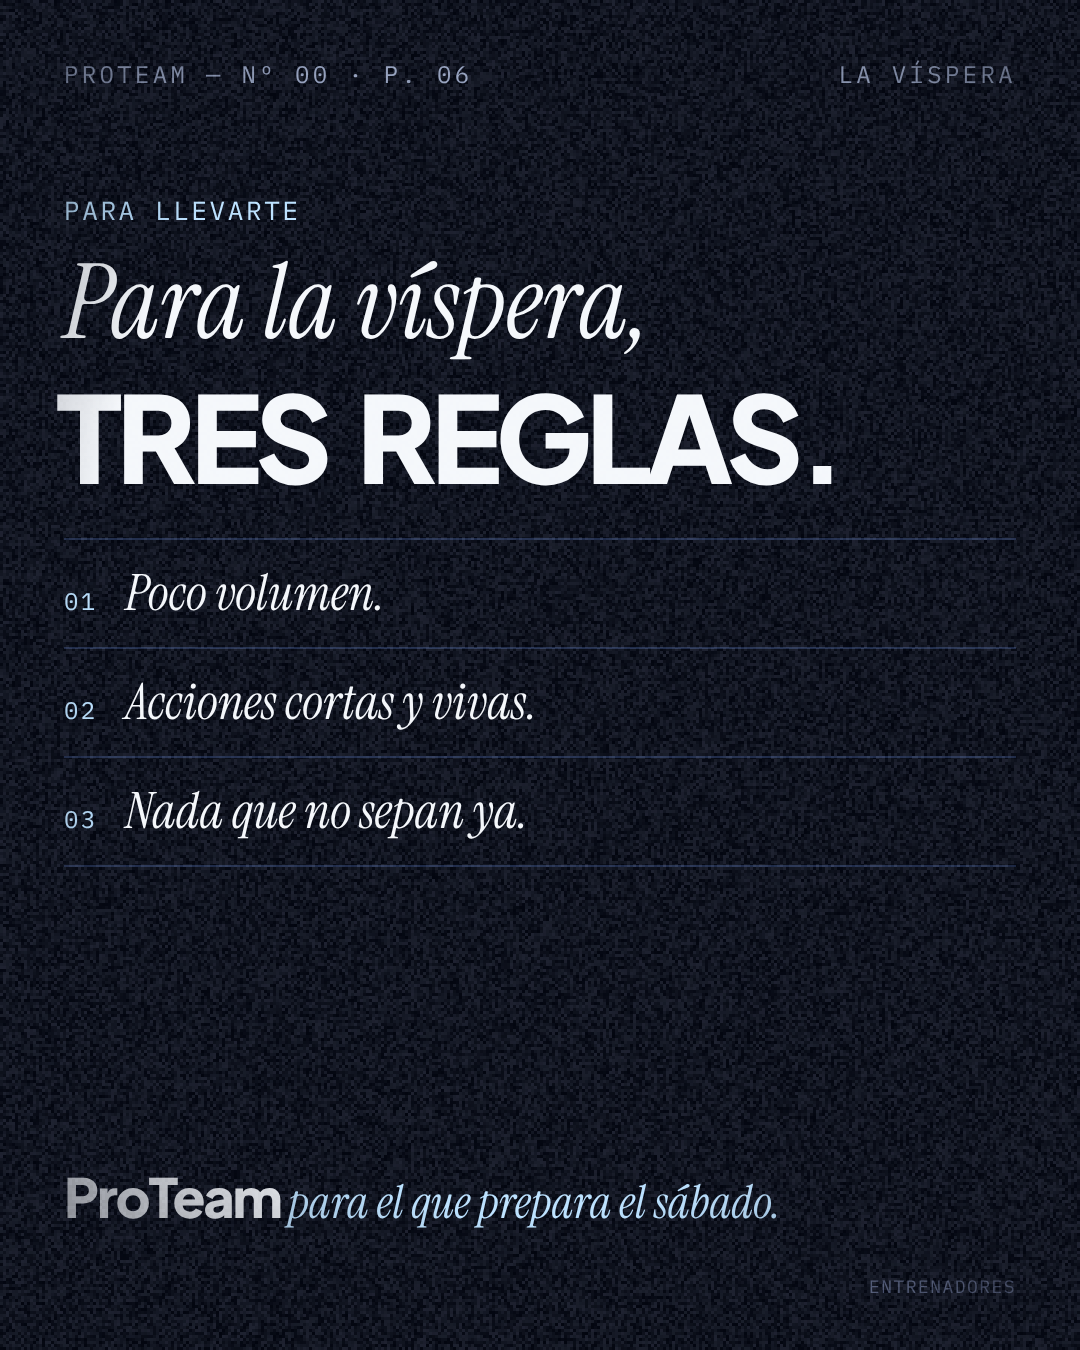 PROTEAM — Nº 00 · P. 06
LA VÍSPERA
PARA LLEVARTE
Para la víspera,
TRES REGLAS.
01 Poco volumen.
02 Acciones cortas y vivas.
03 Nada que no sepan ya.
ProTeam para el que prepara el sábado.
ENTRENADORES